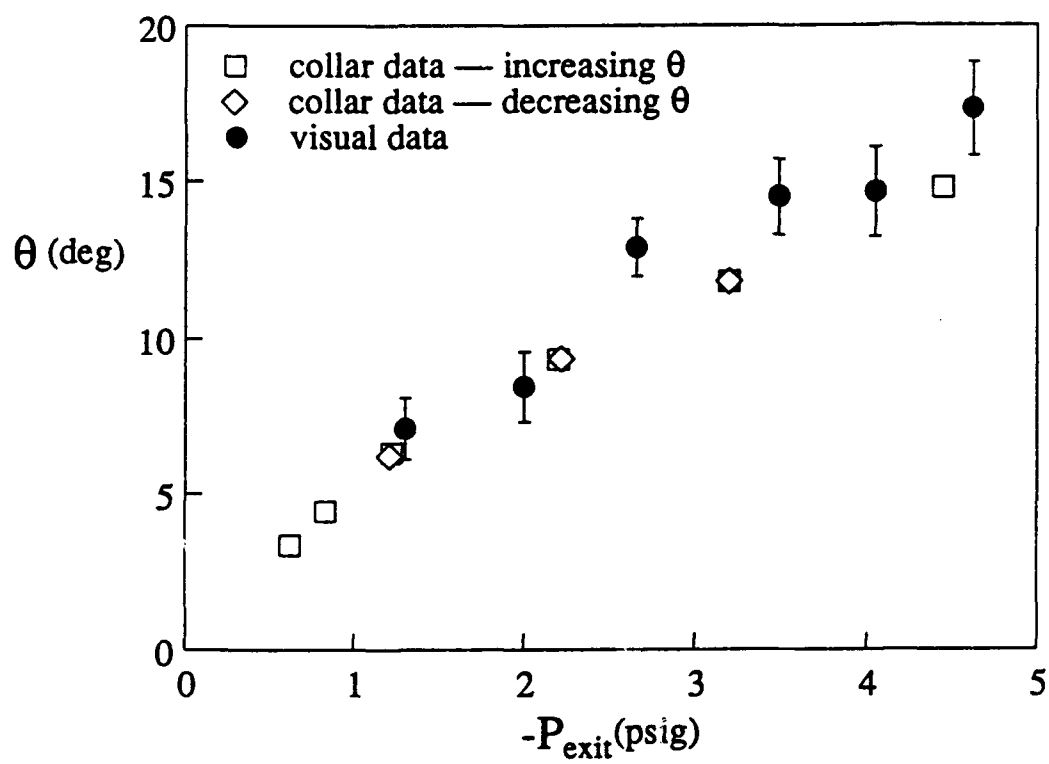 20
collar data — increasing θ
collar data — decreasing θ
visual data
15
θ (deg)
10
5
0
0 1 2 3 4 5
-Pexit(psig)